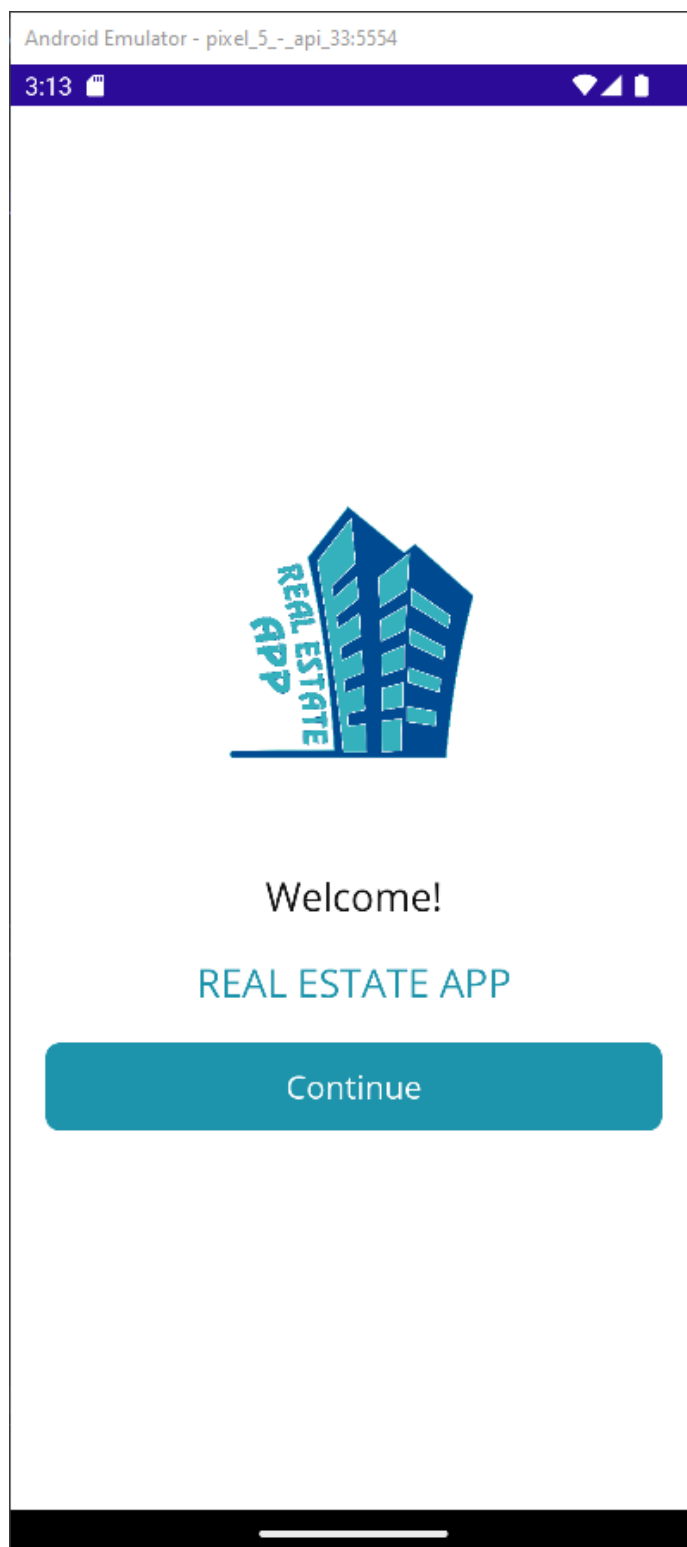 Android Emulator - pixel_5_-_api_33:5554
3:13
REAL ESTATE
APP
Welcome!
REAL ESTATE APP
Continue